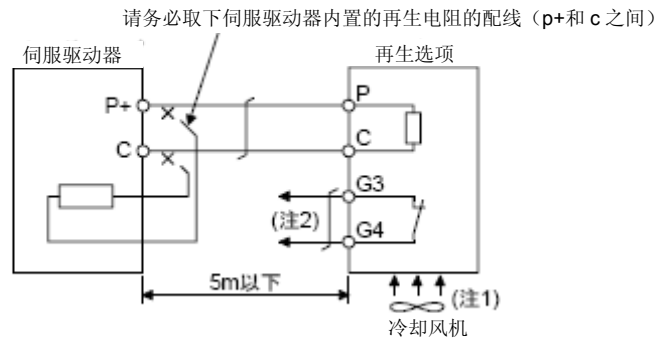 请务必取下伺服驱动器内置的再生电阻的配线（p+和 c 之间）
伺服驱动器
再生选项
P+
P
C
C
G3
(注2)
G4
5m以下
(注1)
冷却风机